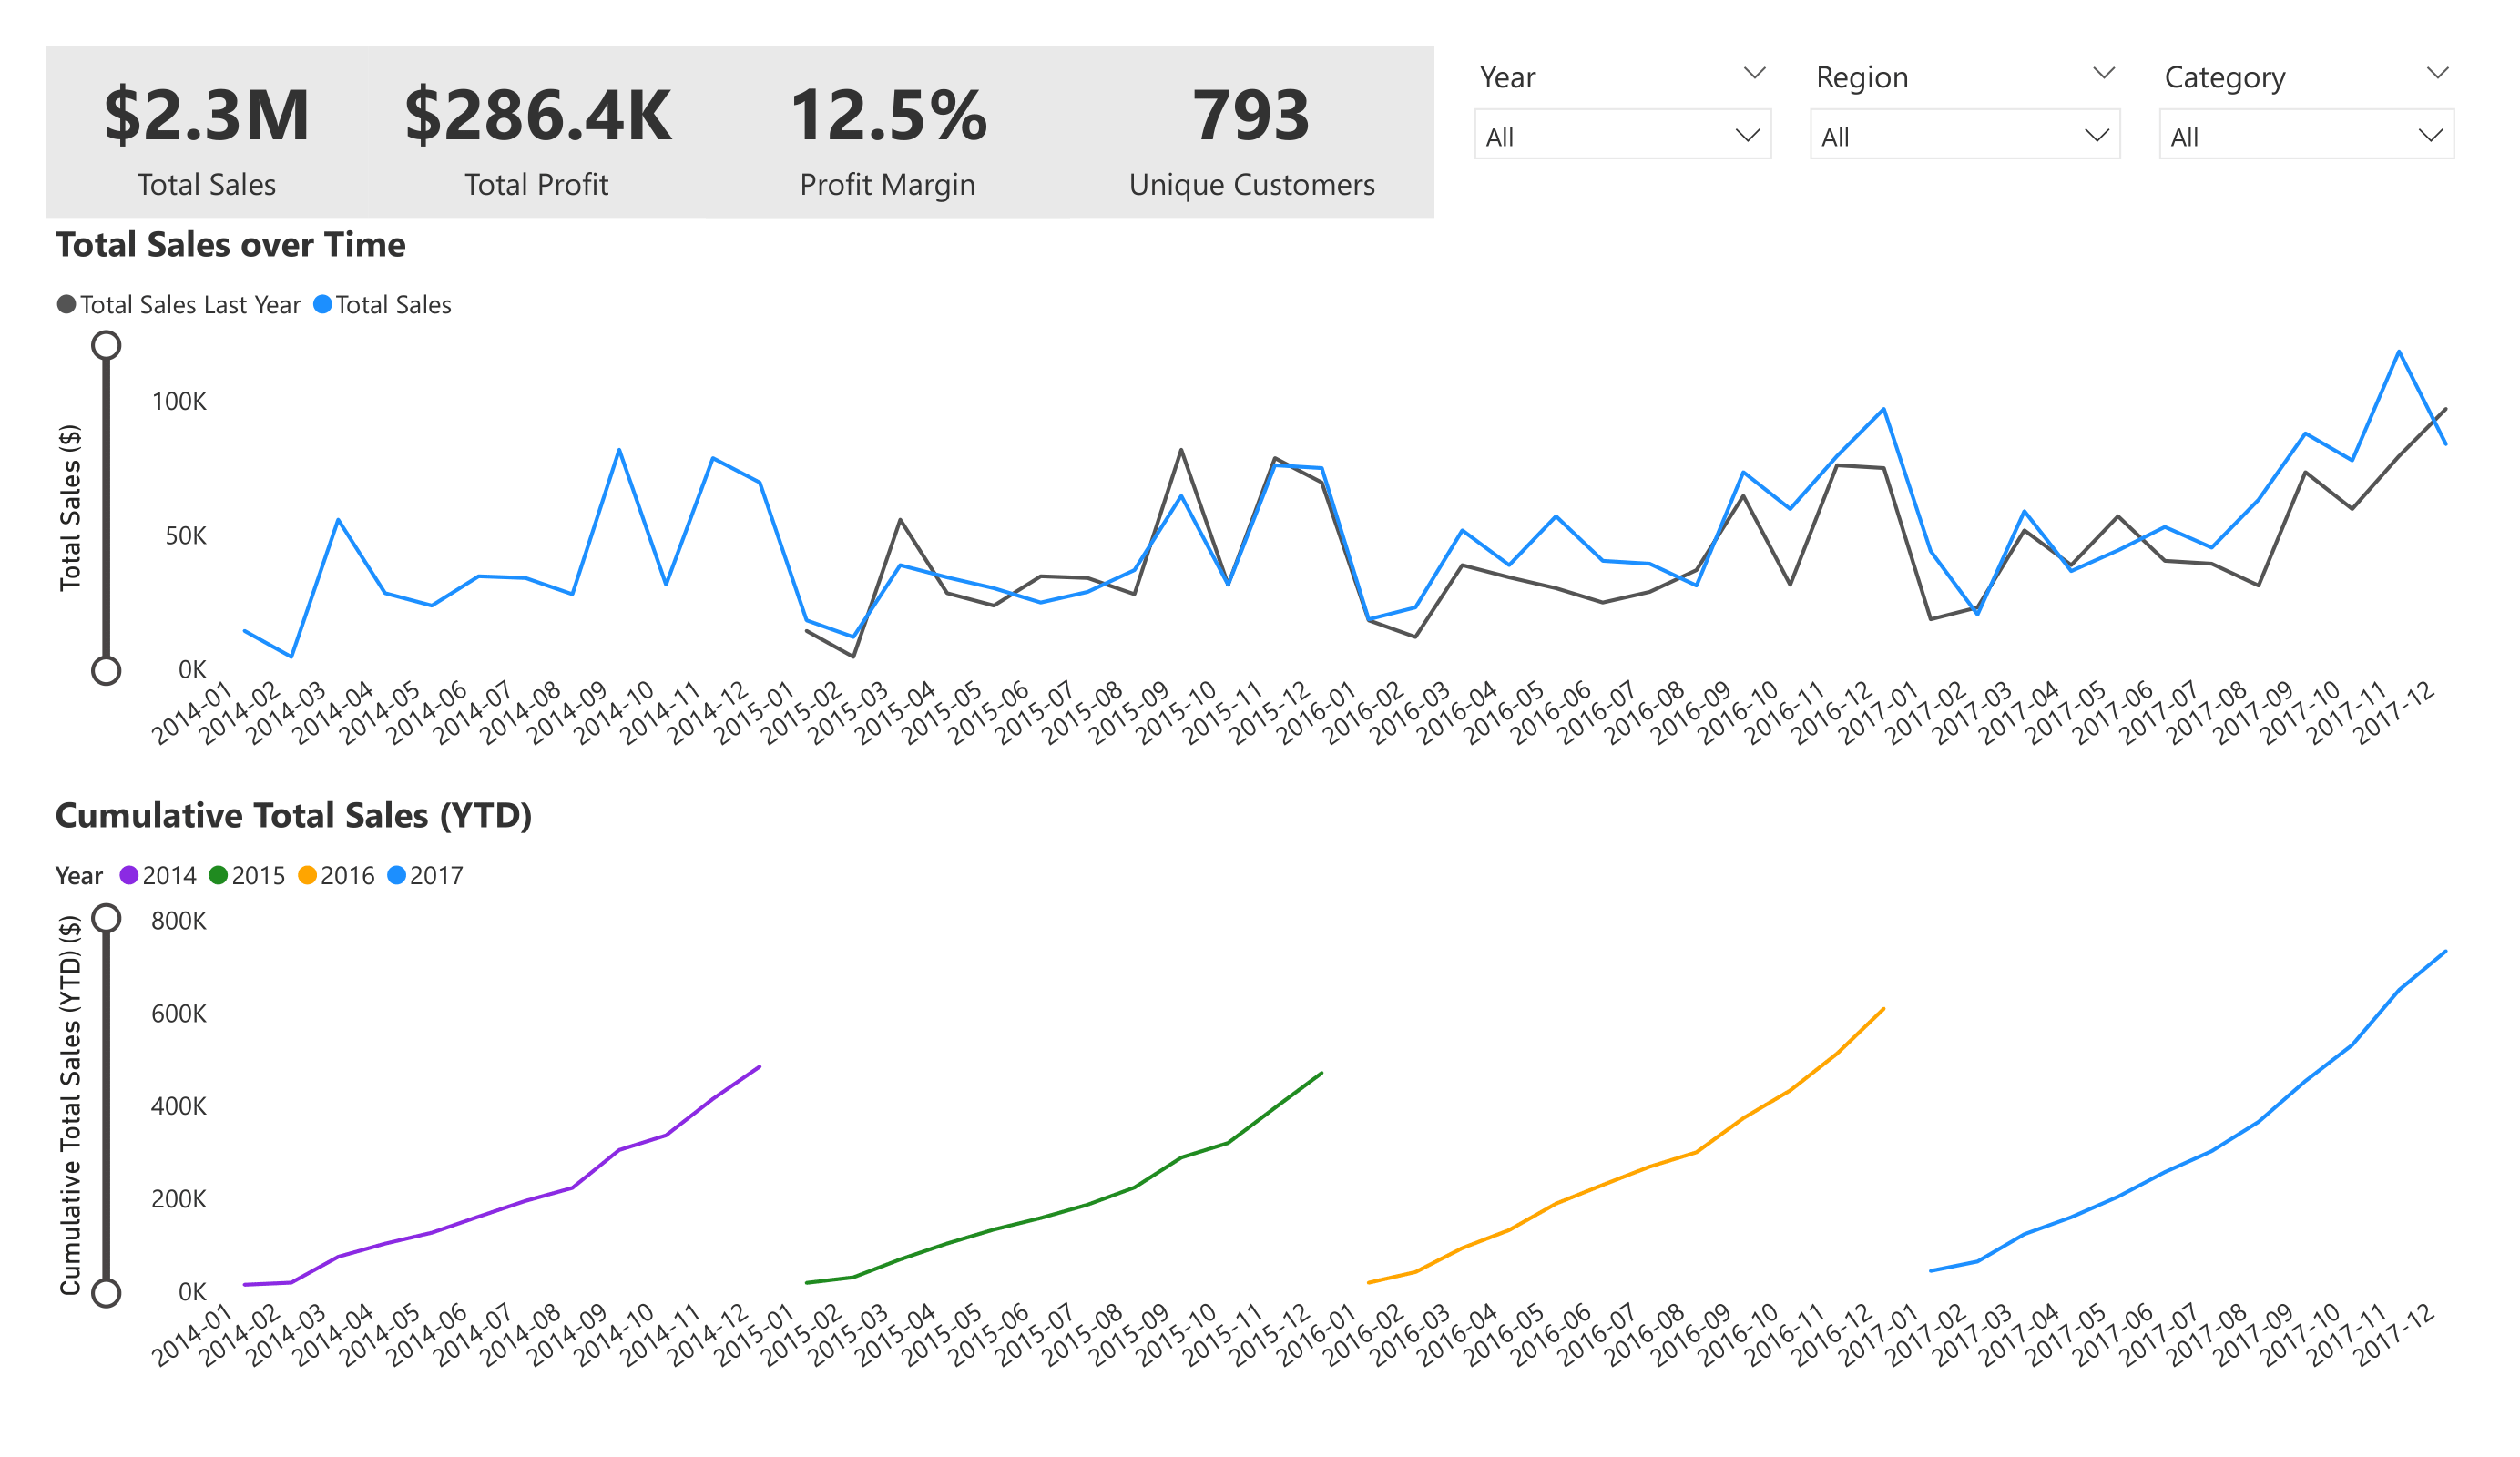 $2.3M $286.4K 12.5% 793
Total Sales Total Profit Profit Margin Unique Customers
Year Region Category
All All All
Total Sales over Time
Total Sales Last Year Total Sales
Total Sales ($)
100K
50K
0K
2014-01 2014-02 2014-03 2014-04 2014-05 2014-06 2014-07 2014-08 2014-09 2014-10 2014-11 2014-12 2015-01 2015-02 2015-03 2015-04 2015-05 2015-06 2015-07 2015-08 2015-09 2015-10 2015-11 2015-12 2016-01 2016-02 2016-03 2016-04 2016-05 2016-06 2016-07 2016-08 2016-09 2016-10 2016-11 2016-12 2017-01 2017-02 2017-03 2017-04 2017-05 2017-06 2017-07 2017-08 2017-09 2017-10 2017-11 2017-12
Cumulative Total Sales (YTD)
Year 2014 2015 2016 2017
Cumulative Total Sales (YTD) ($)
800K
600K
400K
200K
0K
2014-01 2014-02 2014-03 2014-04 2014-05 2014-06 2014-07 2014-08 2014-09 2014-10 2014-11 2014-12 2015-01 2015-02 2015-03 2015-04 2015-05 2015-06 2015-07 2015-08 2015-09 2015-10 2015-11 2015-12 2016-01 2016-02 2016-03 2016-04 2016-05 2016-06 2016-07 2016-08 2016-09 2016-10 2016-11 2016-12 2017-01 2017-02 2017-03 2017-04 2017-05 2017-06 2017-07 2017-08 2017-09 2017-10 2017-11 2017-12